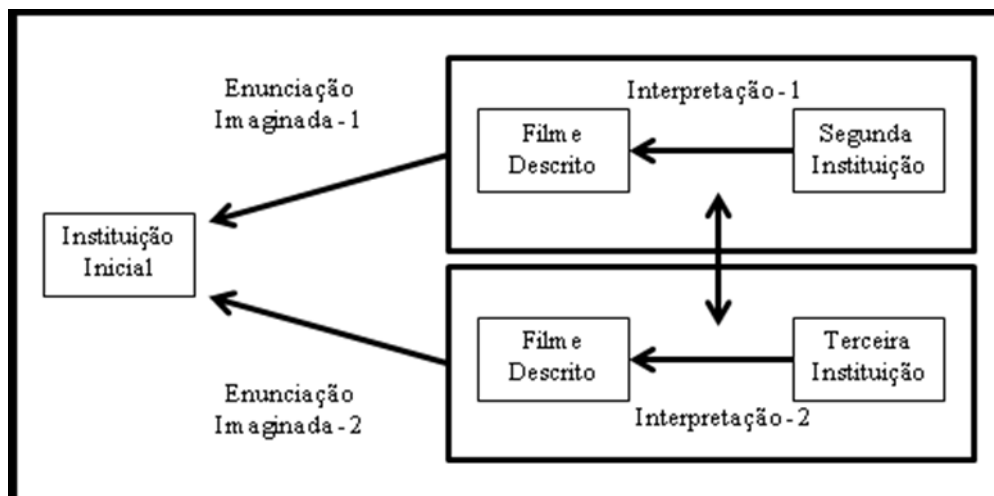 Enunciação
Imaginada - 1
Interpretação - 1
Filme
Descrito
Segunda
Instituição
Instituição
Inicial
Filme
Descrito
Terceira
Instituição
Enunciação
Imaginada - 2
Interpretação - 2